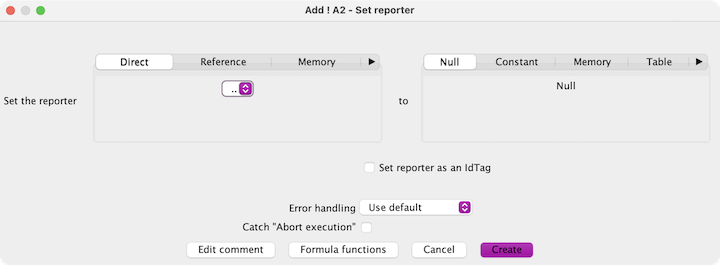 Add ! A2 - Set reporter
Direct Reference Memory ▶ Null Constant Memory Table ▶
.. Null
Set the reporter to
Set reporter as an IdTag
Error handling Use default
Catch "Abort execution"
Edit comment Formula functions Cancel Create